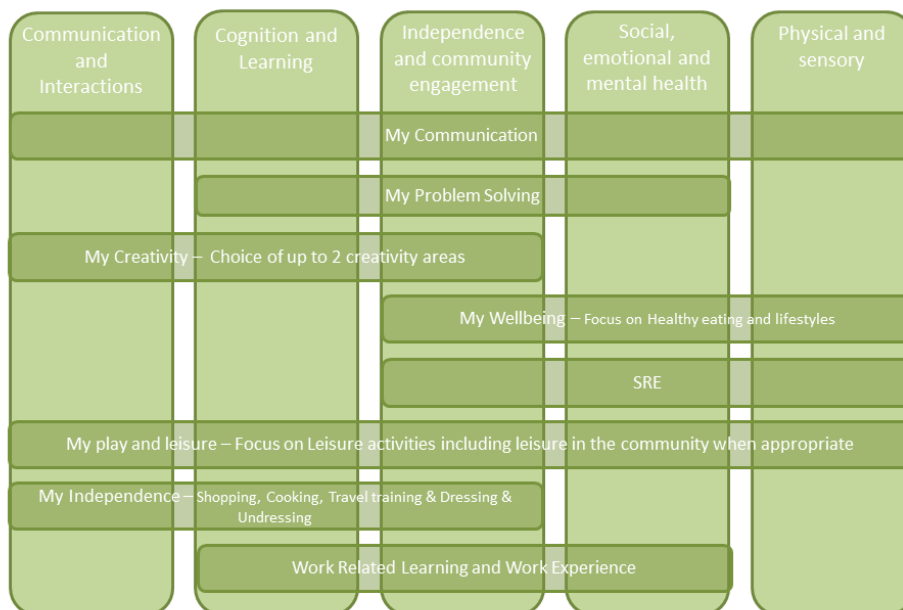 Communication
and
Interactions
Cognition and
Learning
Independence
and community
engagement
Social,
emotional and
mental health
Physical and
sensory
My Communication
My Problem Solving
My Creativity – Choice of up to 2 creativity areas
My Wellbeing – Focus on Healthy eating and lifestyles
SRE
My play and leisure – Focus on Leisure activities including leisure in the community when appropriate
My Independence – Shopping, Cooking, Travel training & Dressing &
Undressing
Work Related Learning and Work Experience